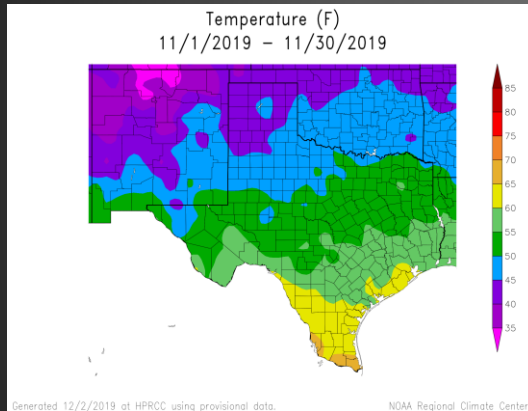 Temperature (F)
11/1/2019 – 11/30/2019
85
80
75
70
65
60
55
50
45
40
35
Generated 12/2/2019 at HPRCC using provisional data.
NOAA Regional Climate Centers